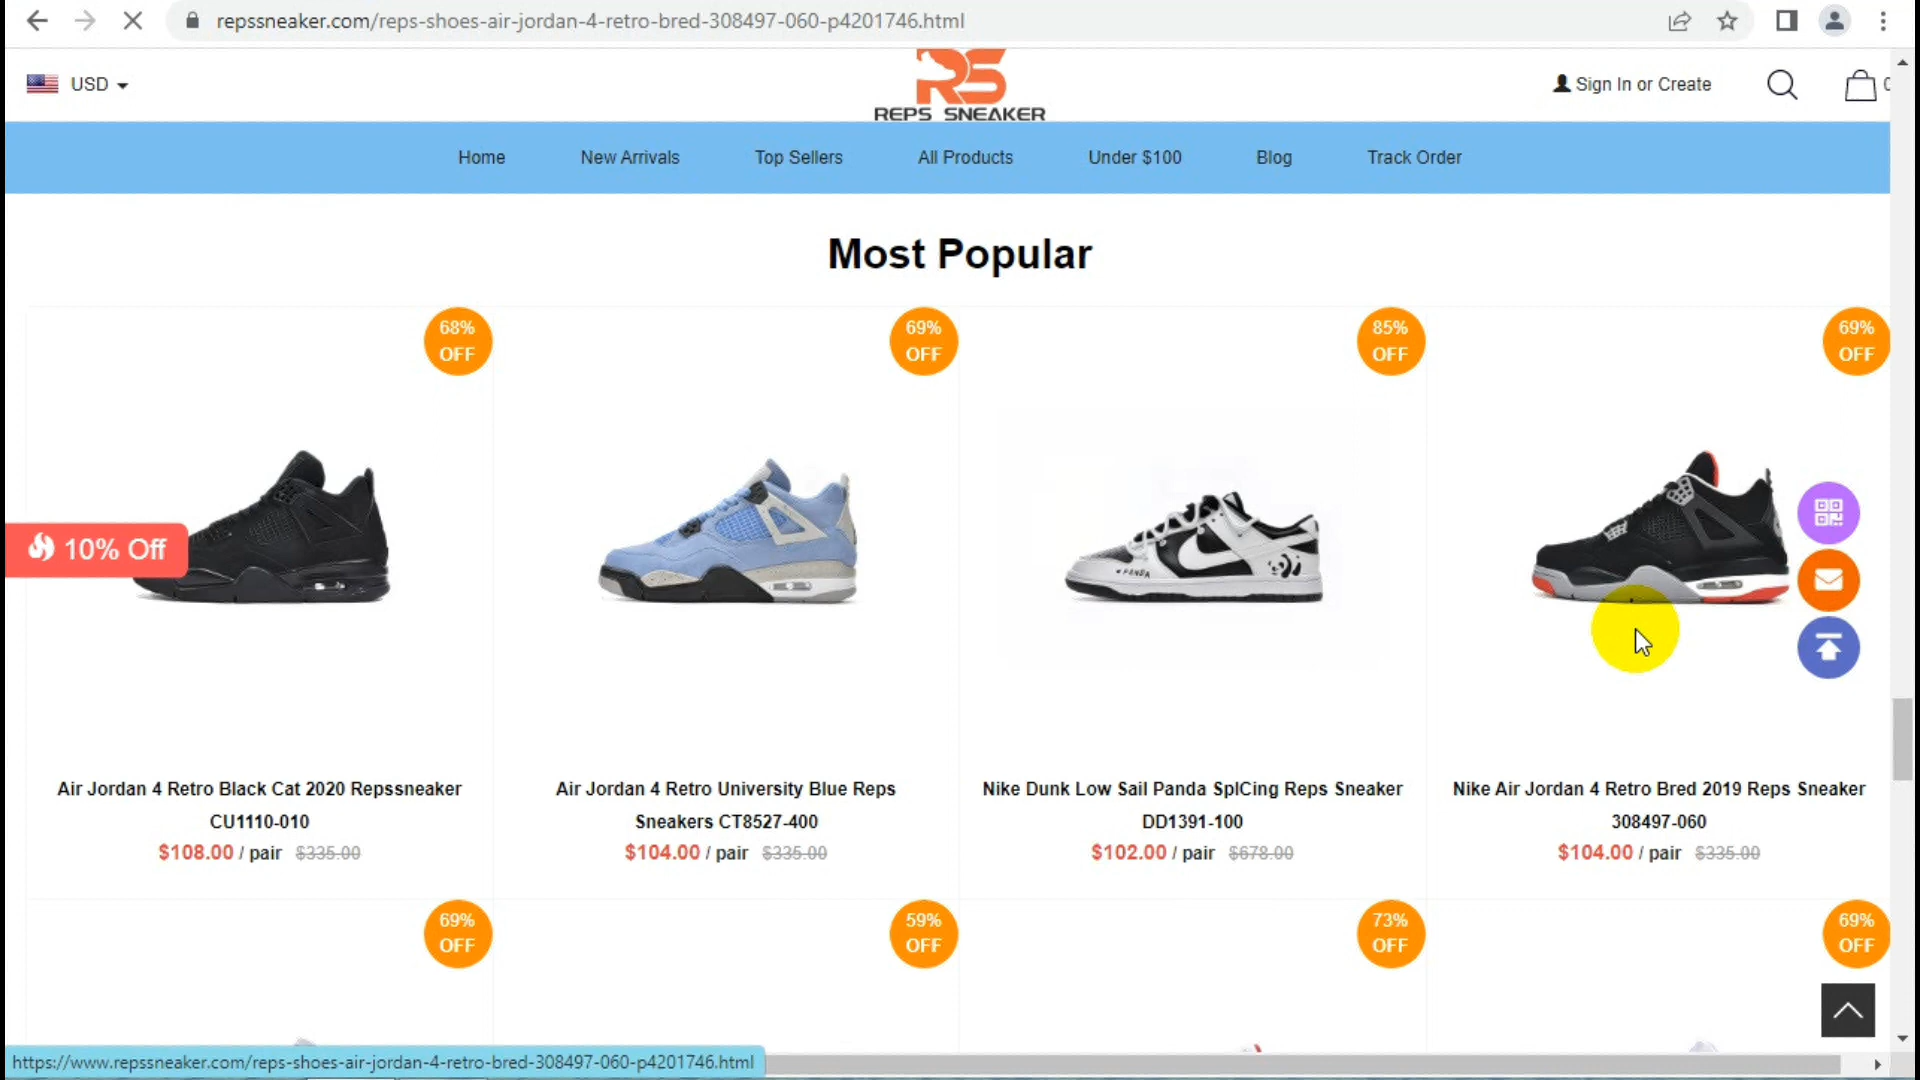 repssneaker.com/reps-shoes-air-jordan-4-retro-bred-308497-060-p4201746.html
USD
RS
REPS SNEAKER
Sign In or Create
0
Home
New Arrivals
Top Sellers
All Products
Under $100
Blog
Track Order
Most Popular
68%
OFF
69%
OFF
85%
OFF
69%
OFF
10% Off
PANDA
Air Jordan 4 Retro Black Cat 2020 Repssneaker
CU1110-010
$108.00 / pair $335.00
Air Jordan 4 Retro University Blue Reps
Sneakers CT8527-400
$104.00 / pair $335.00
Nike Dunk Low Sail Panda SplCing Reps Sneaker
DD1391-100
$102.00 / pair $678.00
Nike Air Jordan 4 Retro Bred 2019 Reps Sneaker
308497-060
$104.00 / pair $335.00
69%
OFF
59%
OFF
73%
OFF
69%
OFF
https://www.repssneaker.com/reps-shoes-air-jordan-4-retro-bred-308497-060-p4201746.html